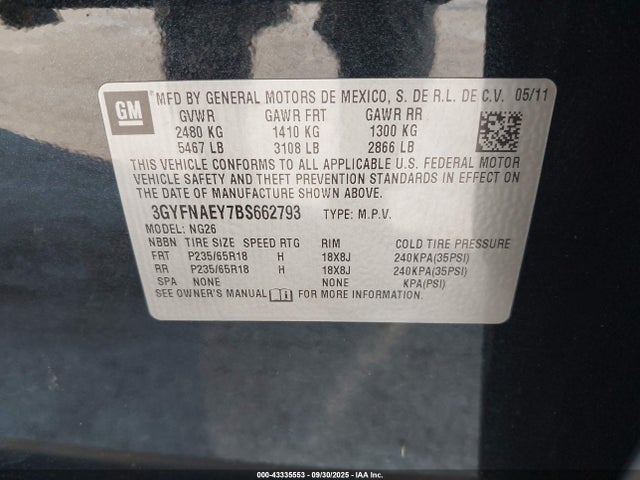 GM
MFD BY GENERAL MOTORS DE MEXICO, S. DE R.L. DE C.V. 05/11
GVWR GAWR FRT GAWR RR
2480 KG 1410 KG 1300 KG
5467 LB 3108 LB 2866 LB
THIS VEHICLE CONFORMS TO ALL APPLICABLE U.S. FEDERAL MOTOR
VEHICLE SAFETY AND THEFT PREVENTION STANDARDS IN EFFECT ON
THE DATE OF MANUFACTURE SHOWN ABOVE.
3GYFNAEY7BS662793 TYPE: M.P.V.
MODEL: NG26
NBBN TIRE SIZE SPEED RTG RIM COLD TIRE PRESSURE
FRT P235/65R18 H 18X8J 240KPA(35PSI)
RR P235/65R18 H 18X8J 240KPA(35PSI)
SPA NONE NONE KPA(PSI)
SEE OWNER'S MANUAL FOR MORE INFORMATION.
000-43335553 | 09/30/2025 - IAA Inc.